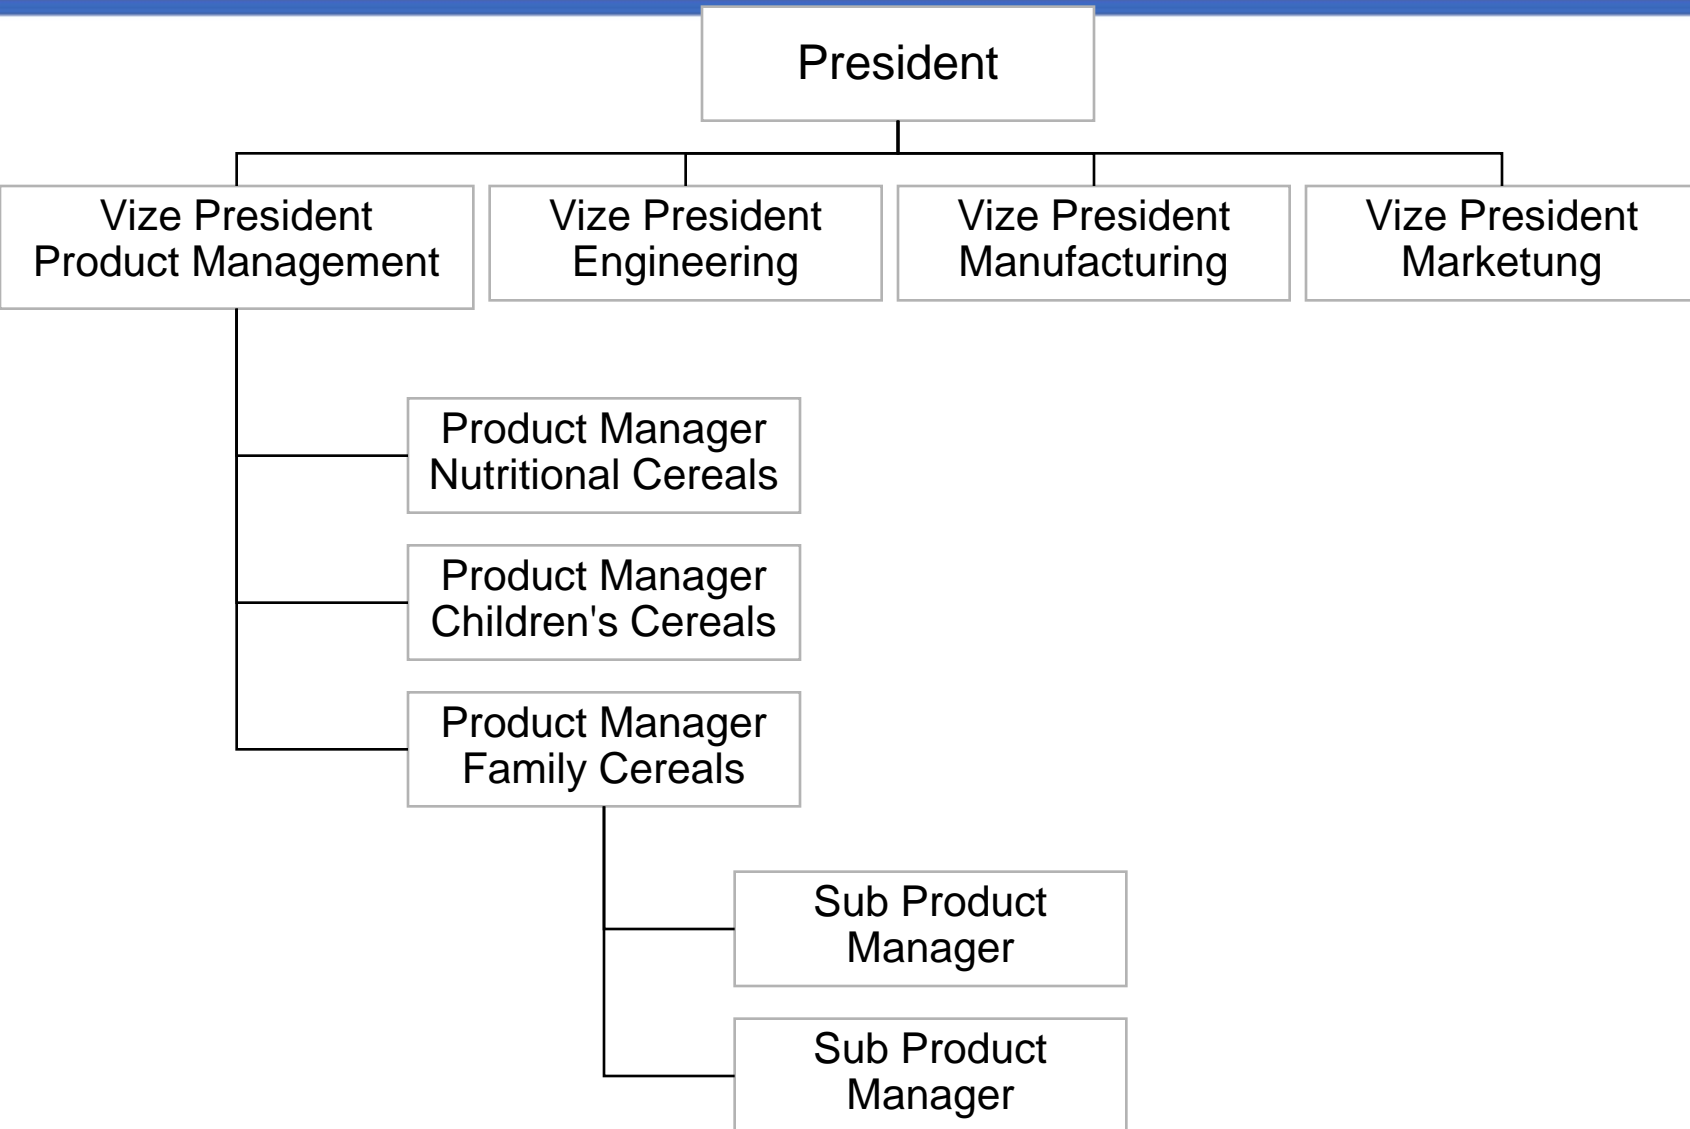 President
Vize President
Product Management
Vize President
Engineering
Vize President
Manufacturing
Vize President
Marketung
Product Manager
Nutritional Cereals
Product Manager
Children's Cereals
Product Manager
Family Cereals
Sub Product
Manager
Sub Product
Manager